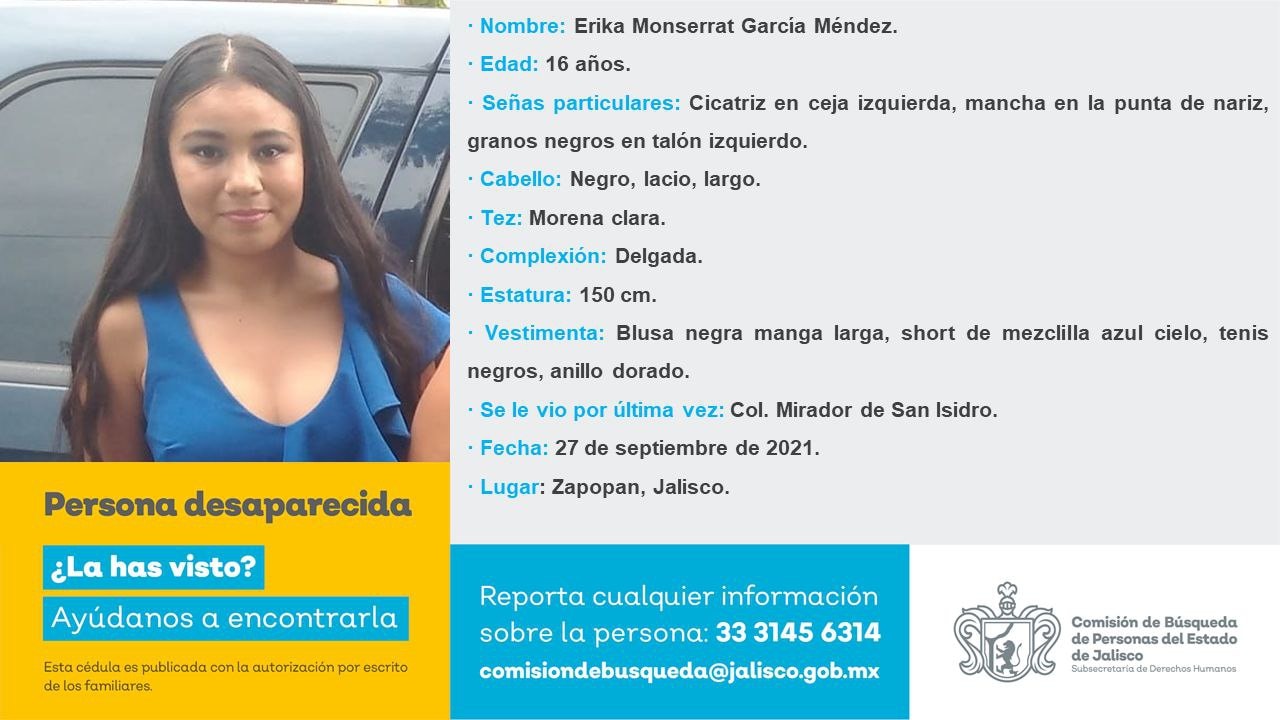 · Nombre: Erika Monserrat García Méndez.
· Edad: 16 años.
· Señas particulares: Cicatriz en ceja izquierda, mancha en la punta de nariz,
granos negros en talón izquierdo.
· Cabello: Negro, lacio, largo.
· Tez: Morena clara.
· Complexión: Delgada.
· Estatura: 150 cm.
· Vestimenta: Blusa negra manga larga, short de mezclilla azul cielo, tenis
negros, anillo dorado.
· Se le vio por última vez: Col. Mirador de San Isidro.
· Fecha: 27 de septiembre de 2021.
· Lugar: Zapopan, Jalisco.
Persona desaparecida
¿La has visto?
Ayúdanos a encontrarla
Esta cédula es publicada con la autorización por escrito
de los familiares.
Reporta cualquier información
sobre la persona: 33 3145 6314
comisiondebusqueda@jalisco.gob.mx
Comisión de Búsqueda
de Personas del Estado
de Jalisco
Subsecretaría de Derechos Humanos